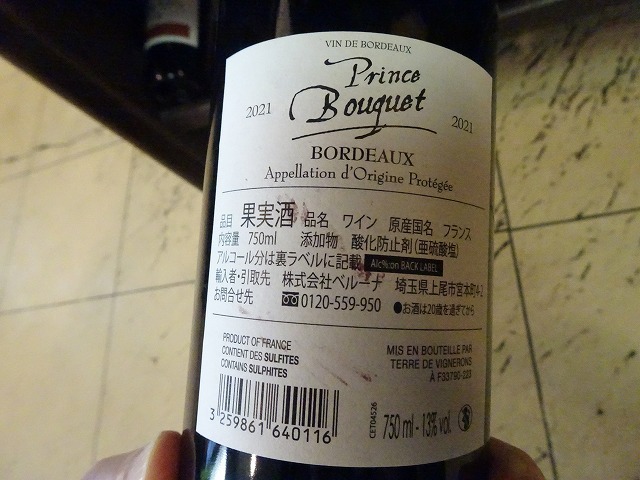 VIN DE BORDEAUX
Prince
Bouquet
2021
2021
BORDEAUX
Appellation d'Origine Protégée
品目 果実酒 品名 ワイン 原産国名 フランス
内容量 750ml 添加物 酸化防止剤(亜硫酸塩)
アルコール分は裏ラベルに記載 Alc%:on BACK LABEL
輸入者・引取先 株式会社ベルーナ 埼玉県上尾市宮本町4-2
お問合せ先 0120-559-950 ●お酒は20歳を過ぎてから
PRODUCT OF FRANCE
CONTIENT DES SULFITES
CONTAINS SULPHITES
MIS EN BOUTEILLE PAR
TERRE DE VIGNERONS
À F33790-223
3 259861 640116
CET04526
750 ml - 13% vol.